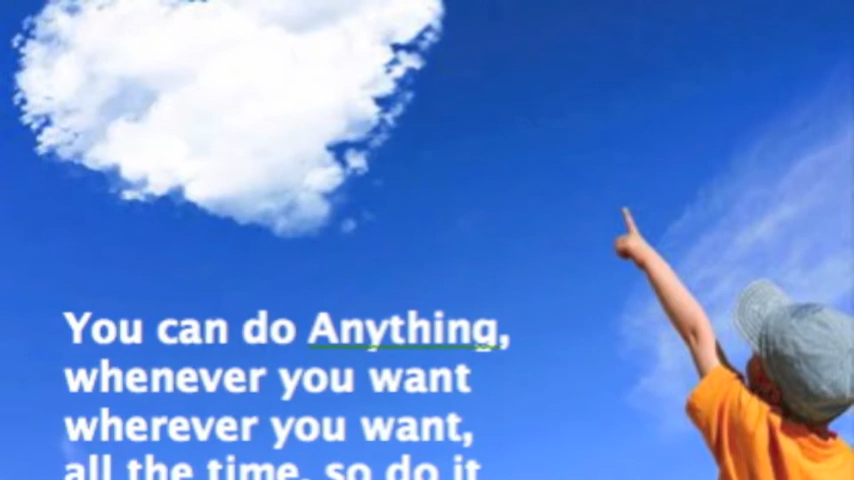 You can do Anything,
whenever you want
wherever you want,
all the time, so do it